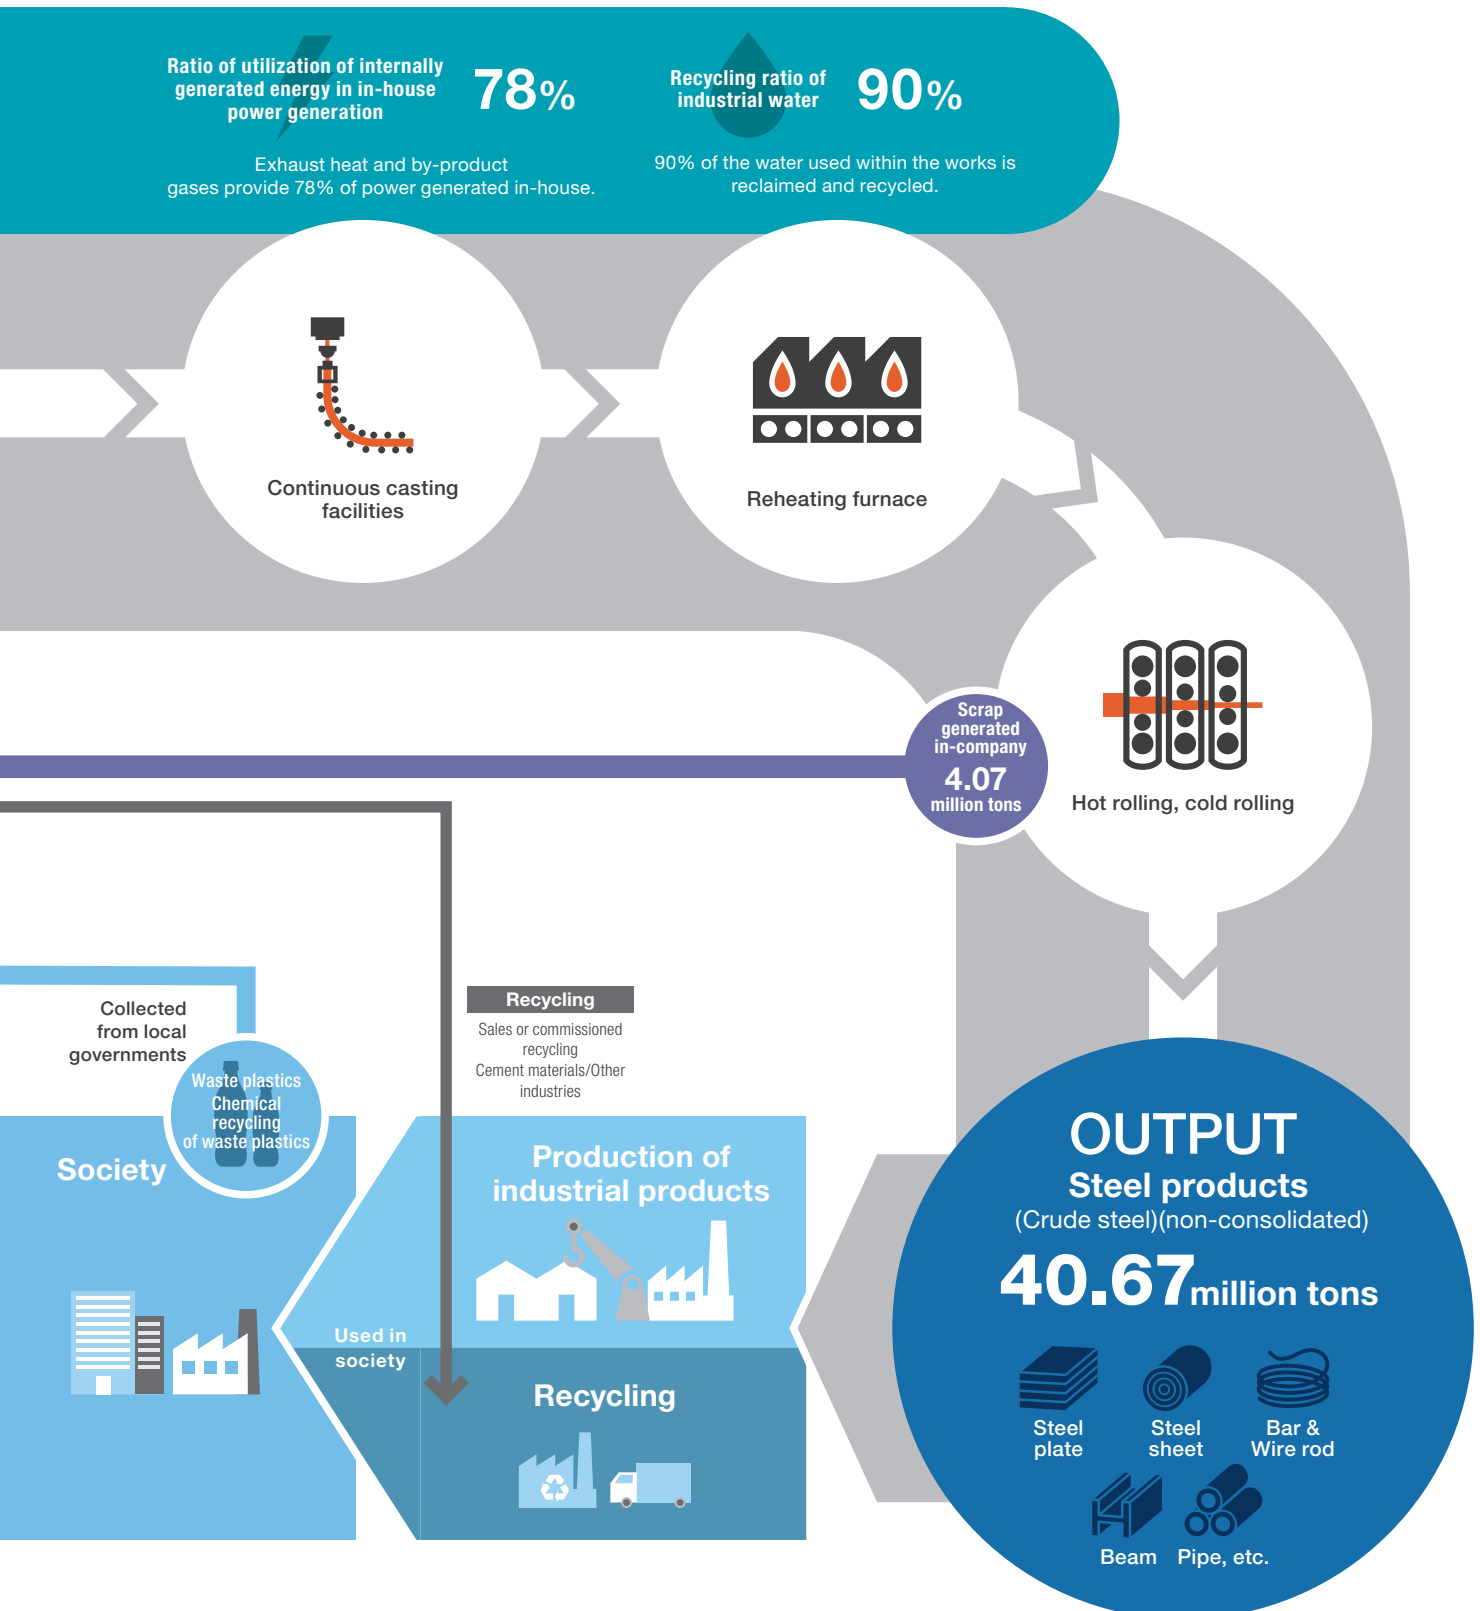 Ratio of utilization of internally
generated energy in in-house
power generation
78%
Exhaust heat and by-product
gases provide 78% of power generated in-house.
Recycling ratio of
industrial water
90%
90% of the water used within the works is
reclaimed and recycled.
Continuous casting
facilities
Reheating furnace
Hot rolling, cold rolling
Scrap
generated
in-company
4.07
million tons
Collected
from local
governments
Waste plastics
Chemical
recycling
of waste plastics
Recycling
Sales or commissioned
recycling
Cement materials/Other
industries
Society
Production of
industrial products
Used in
society
Recycling
OUTPUT
Steel products
(Crude steel)(non-consolidated)
40.67million tons
Steel
plate
Steel
sheet
Bar &
Wire rod
Beam
Pipe, etc.